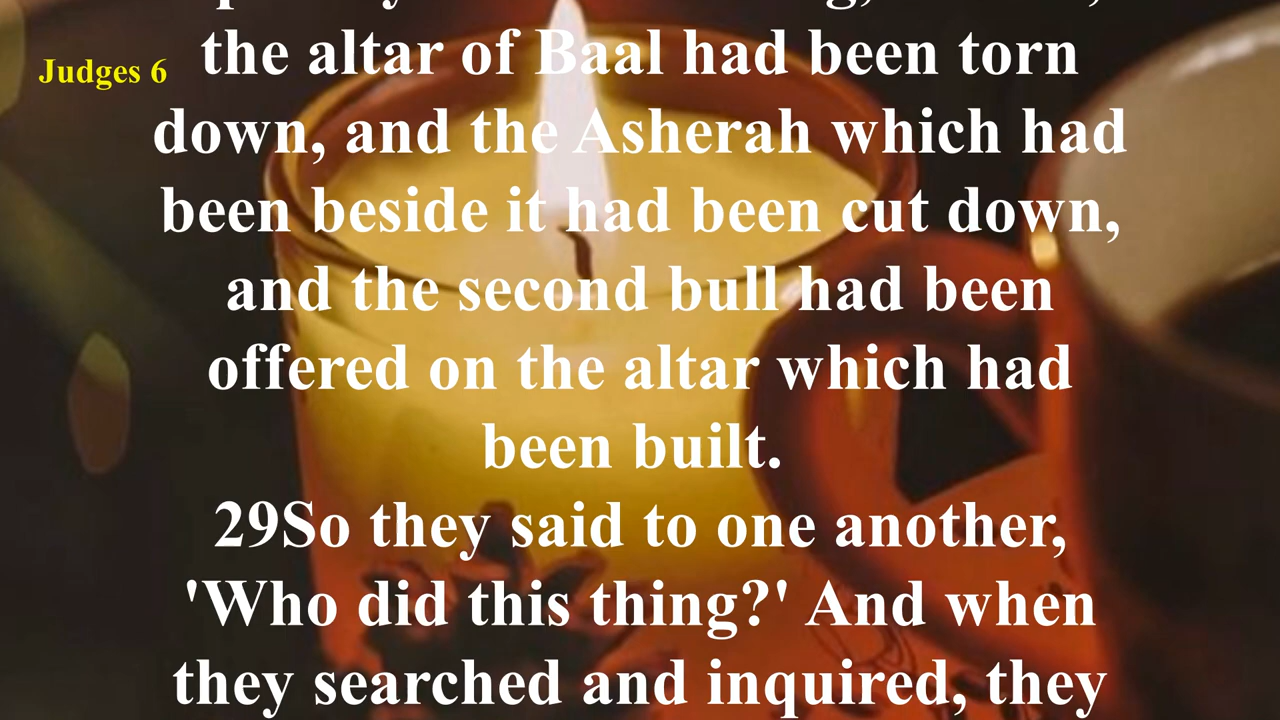 Judges 6
the altar of Baal had been torn
down, and the Asherah which had
been beside it had been cut down,
and the second bull had been
offered on the altar which had
been built.
29So they said to one another,
'Who did this thing?' And when
they searched and inquired, they